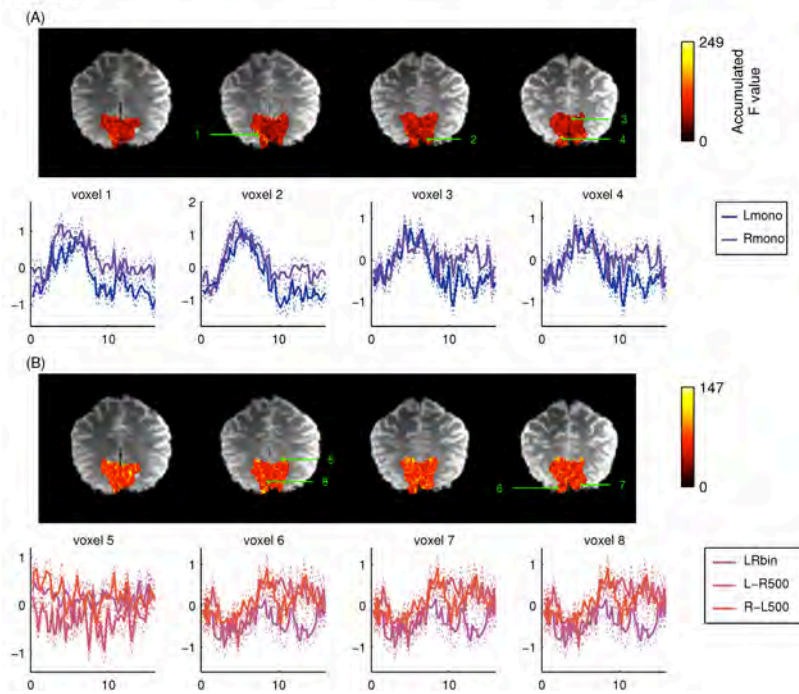 (A)
249
0
Accumulated
F value
1
2
3
4
voxel 1
voxel 2
voxel 3
voxel 4
1
0
−1
2
1
0
−1
1
0
−1
1
0
−1
0 10
0 10
0 10
0 10
Lmono
Rmono
(B)
147
0
5
8
6
7
voxel 5
voxel 6
voxel 7
voxel 8
1
0
−1
1
0
−1
1
0
−1
1
0
−1
0 10
0 10
0 10
0 10
LRbin
L−R500
R−L500